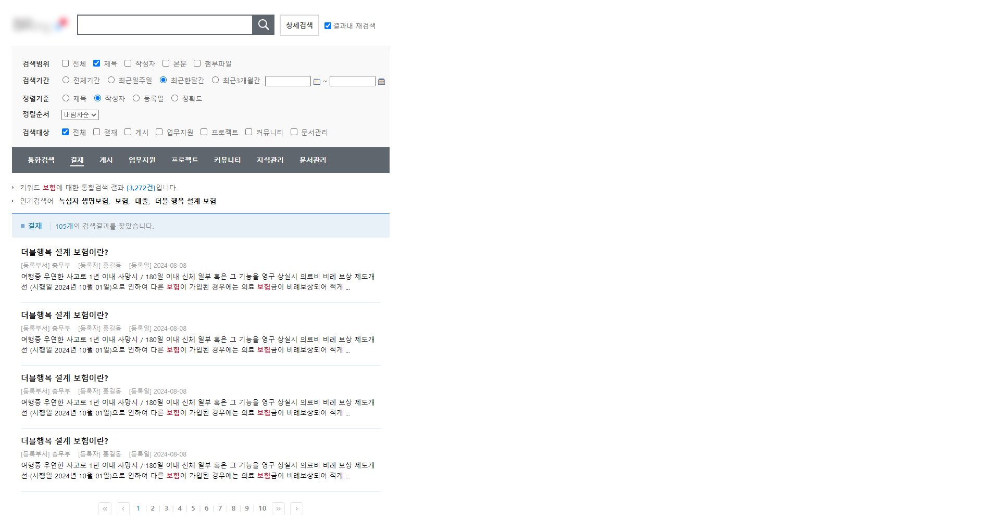 상세검색 결과내 재검색
검색범위 전체 제목 작성자 본문 첨부파일
검색기간 전체기간 최근일주일 최근한달간 최근3개월간 ~
정렬기준 제목 작성자 등록일 정확도
정렬순서 내림차순
검색대상 전체 결재 게시 업무지원 프로젝트 커뮤니티 문서관리
통합검색 결재 게시 업무지원 프로젝트 커뮤니티 지식관리 문서관리
키워드 보험에 대한 통합검색 결과 [3,272건]입니다.
인기검색어 녹십자 생명보험, 보험, 대출, 더블 행복 설계 보험
결재 105개의 검색결과를 찾았습니다.
더블행복 설계 보험이란?
[등록부서] 총무부 [등록자] 홍길동 [등록일] 2024-08-08
여행중 우연한 사고로 1년 이내 사망시 / 180일 이내 신체 일부 혹은 그 기능을 영구 상실시 의료비 비례 보상 제도개
선 (시행일 2024년 10월 01일)으로 인하여 다른 보험이 가입된 경우에는 의료 보험금이 비례보상되어 적게 ...
더블행복 설계 보험이란?
[등록부서] 총무부 [등록자] 홍길동 [등록일] 2024-08-08
여행중 우연한 사고로 1년 이내 사망시 / 180일 이내 신체 일부 혹은 그 기능을 영구 상실시 의료비 비례 보상 제도개
선 (시행일 2024년 10월 01일)으로 인하여 다른 보험이 가입된 경우에는 의료 보험금이 비례보상되어 적게 ...
더블행복 설계 보험이란?
[등록부서] 총무부 [등록자] 홍길동 [등록일] 2024-08-08
여행중 우연한 사고로 1년 이내 사망시 / 180일 이내 신체 일부 혹은 그 기능을 영구 상실시 의료비 비례 보상 제도개
선 (시행일 2024년 10월 01일)으로 인하여 다른 보험이 가입된 경우에는 의료 보험금이 비례보상되어 적게 ...
더블행복 설계 보험이란?
[등록부서] 총무부 [등록자] 홍길동 [등록일] 2024-08-08
여행중 우연한 사고로 1년 이내 사망시 / 180일 이내 신체 일부 혹은 그 기능을 영구 상실시 의료비 비례 보상 제도개
선 (시행일 2024년 10월 01일)으로 인하여 다른 보험이 가입된 경우에는 의료 보험금이 비례보상되어 적게 ...
« ‹ 1 | 2 | 3 | 4 | 5 | 6 | 7 | 8 | 9 | 10 » ›